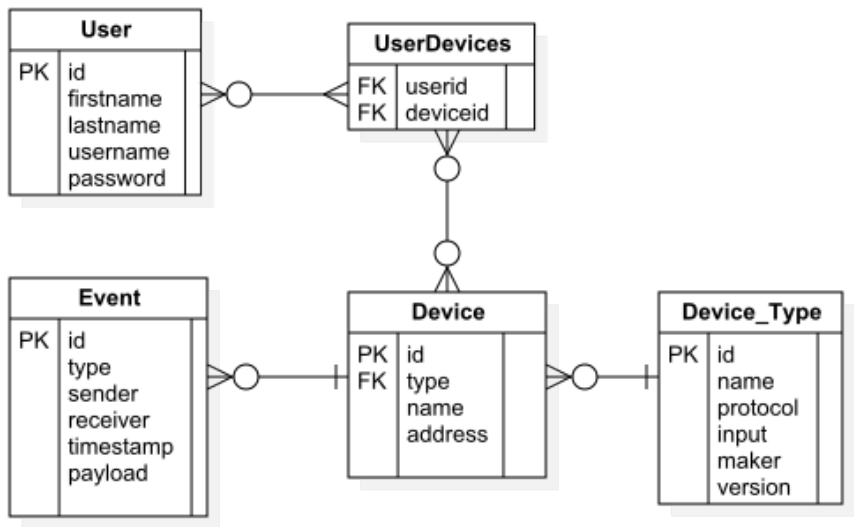 User
PK id
firstname
lastname
username
password
UserDevices
FK userid
FK deviceid
Event
PK id
type
sender
receiver
timestamp
payload
Device
PK id
FK type
name
address
Device_Type
PK id
name
protocol
input
maker
version